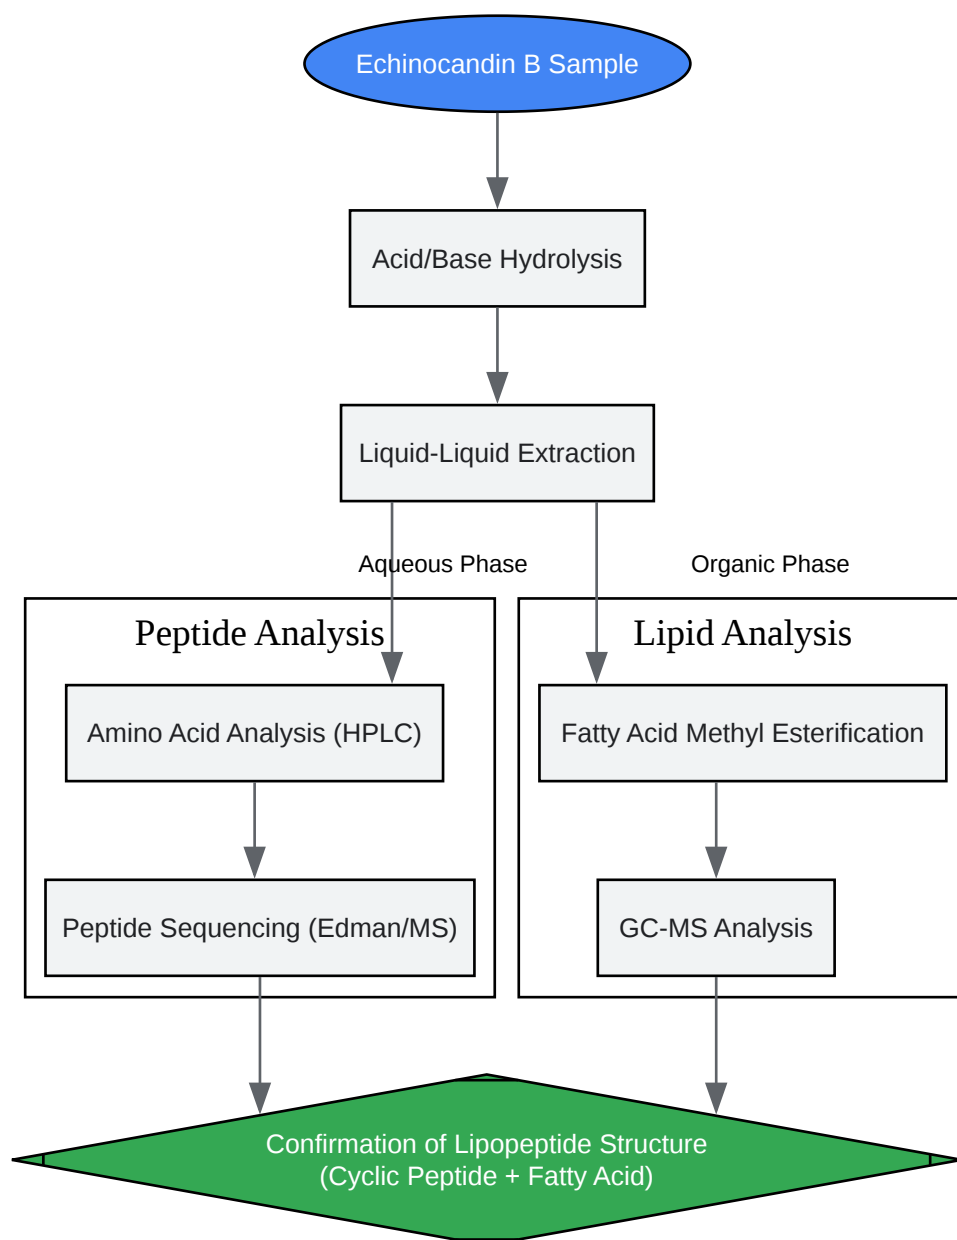 Echinocandin B Sample
Acid/Base Hydrolysis
Liquid-Liquid Extraction
Aqueous Phase
Organic Phase
Peptide Analysis
Lipid Analysis
Amino Acid Analysis (HPLC)
Fatty Acid Methyl Esterification
Peptide Sequencing (Edman/MS)
GC-MS Analysis
Confirmation of Lipopeptide Structure
(Cyclic Peptide + Fatty Acid)